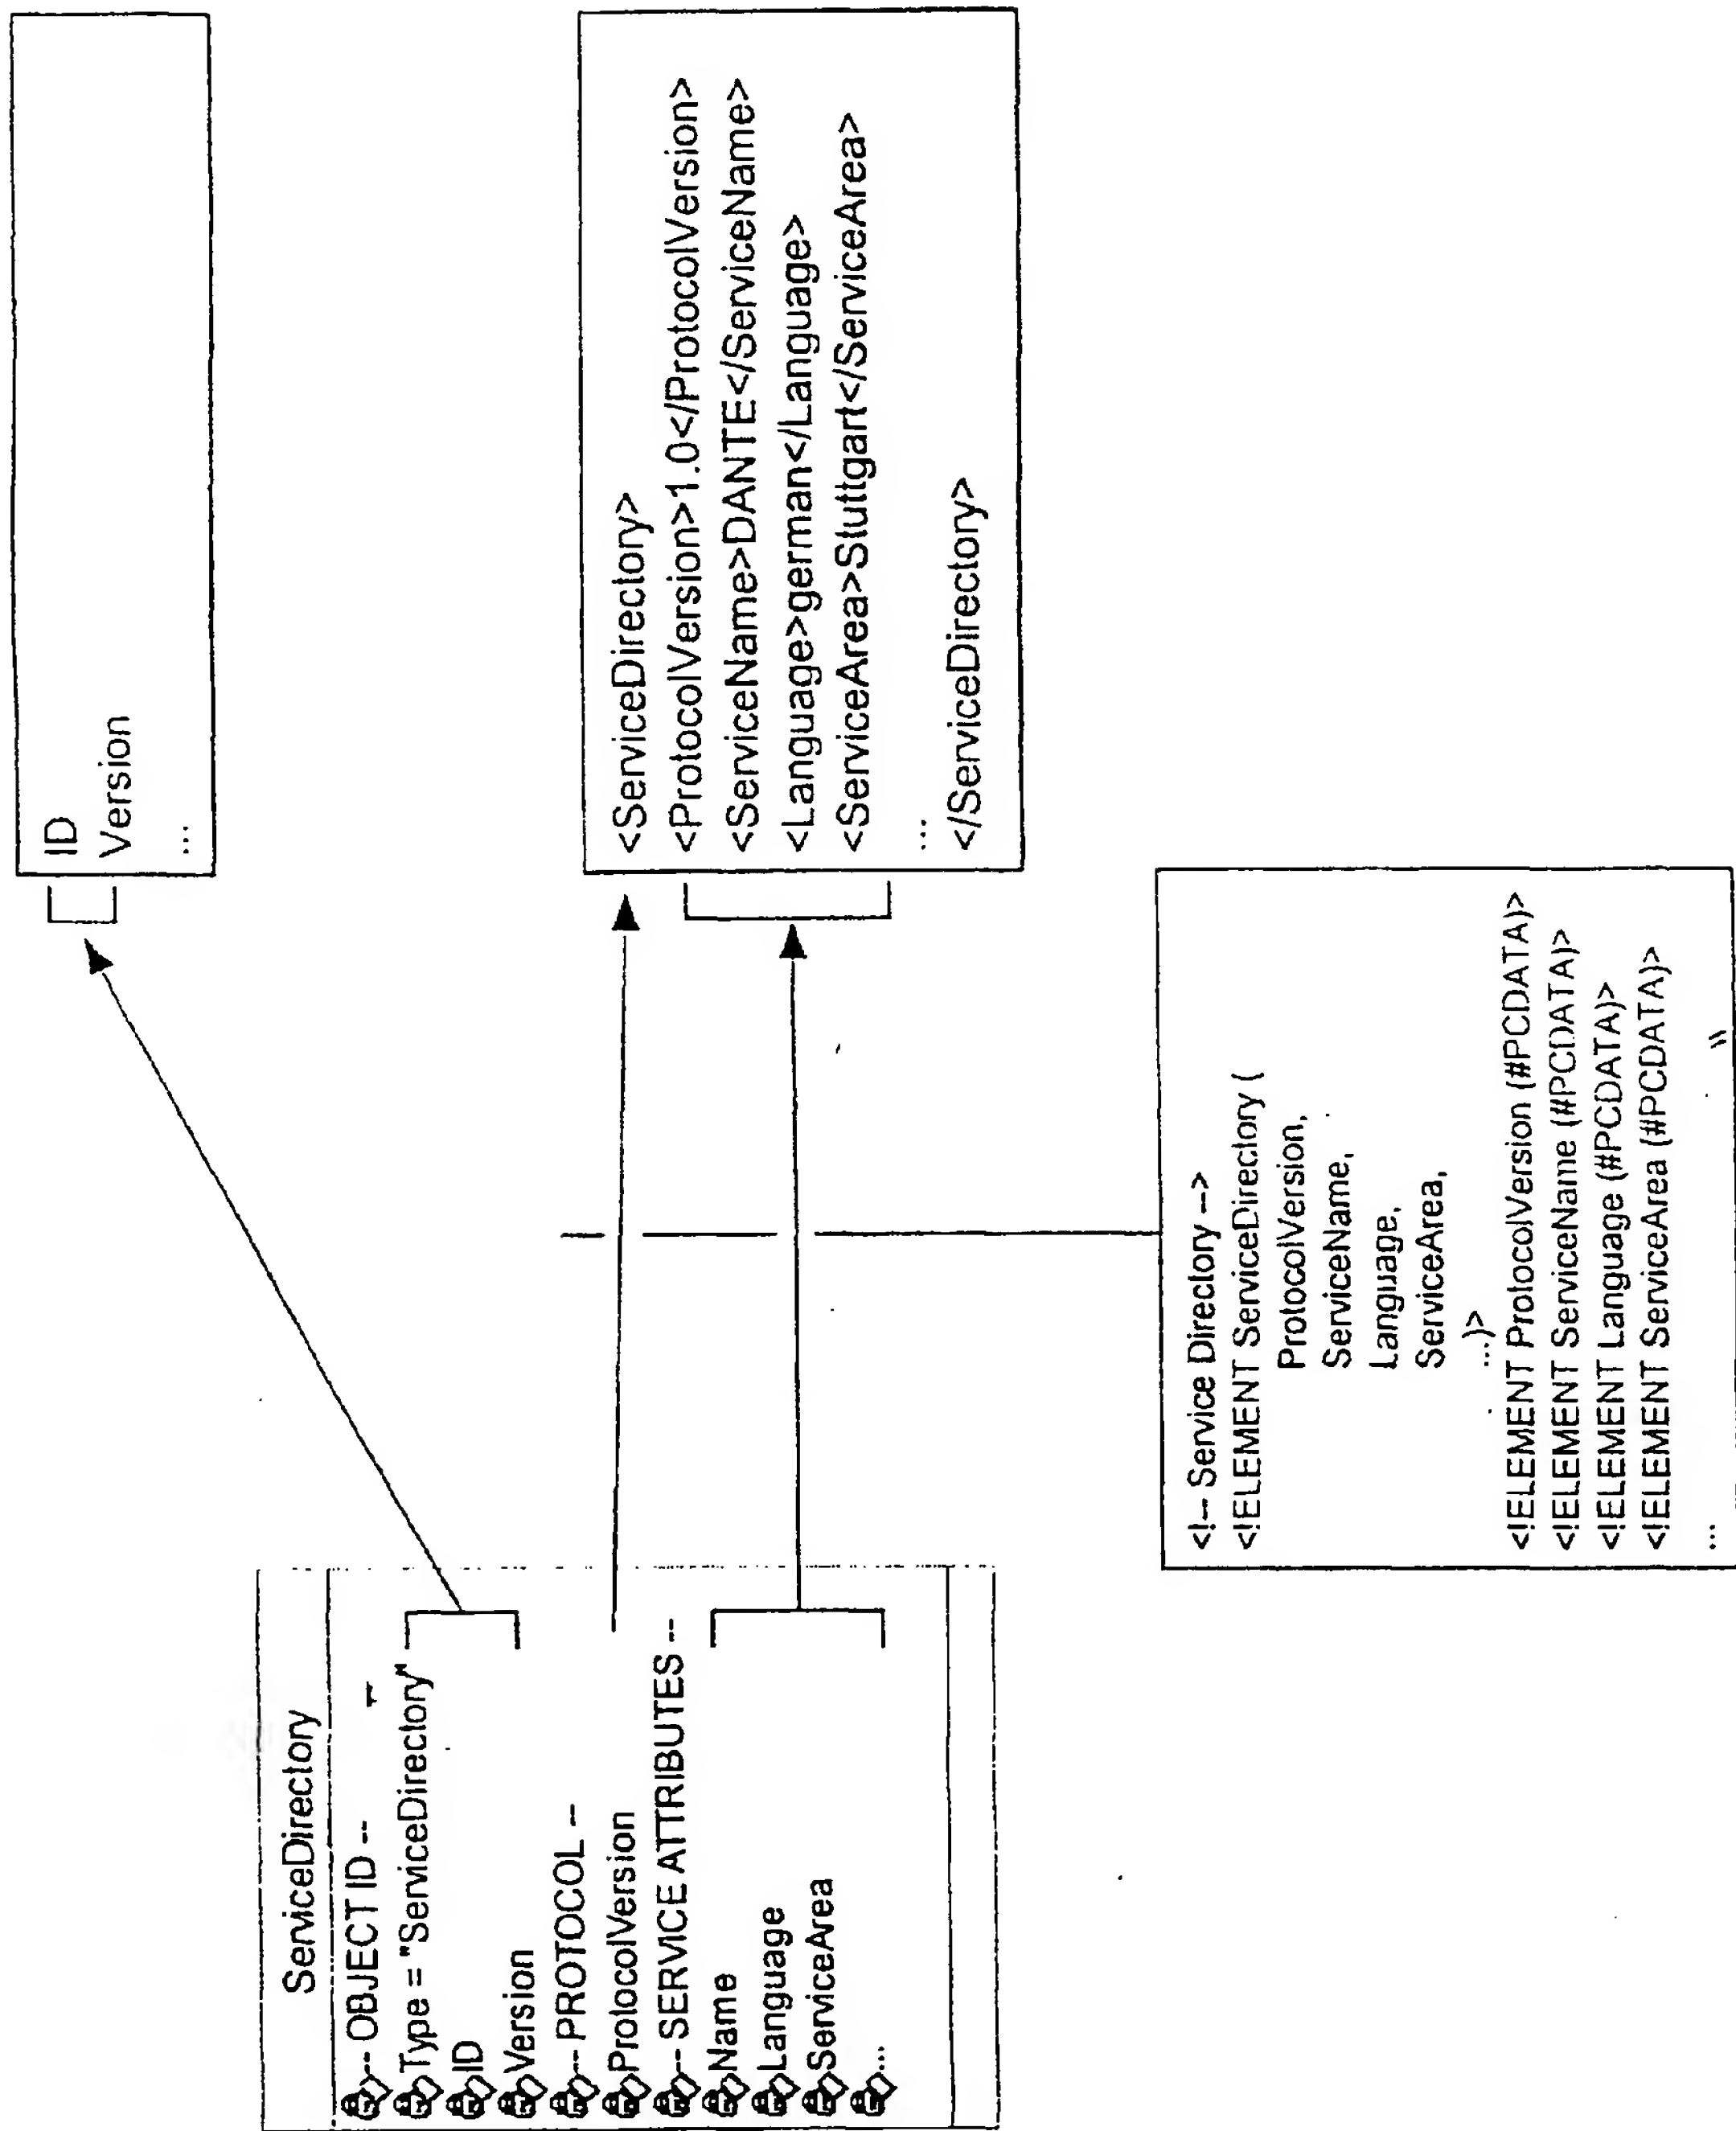 ServiceDirectory
-- OBJECT ID --
Type = "ServiceDirectory"
ID
Version
-- PROTOCOL --
ProtocolVersion
-- SERVICE ATTRIBUTES --
Name
Language
ServiceArea
...
ID
Version
...
<ServiceDirectory>
<ProtocolVersion>1.0</ProtocolVersion>
<ServiceName>DANTE</ServiceName>
<Language>german</Language>
<ServiceArea>Stuttgart</ServiceArea>
...
</ServiceDirectory>
<!-- Service Directory -->
<!ELEMENT ServiceDirectory (
ProtocolVersion,
ServiceName,
Language,
ServiceArea,
...)>
<!ELEMENT ProtocolVersion (#PCDATA)>
<!ELEMENT ServiceName (#PCDATA)>
<!ELEMENT Language (#PCDATA)>
<!ELEMENT ServiceArea (#PCDATA)>
...